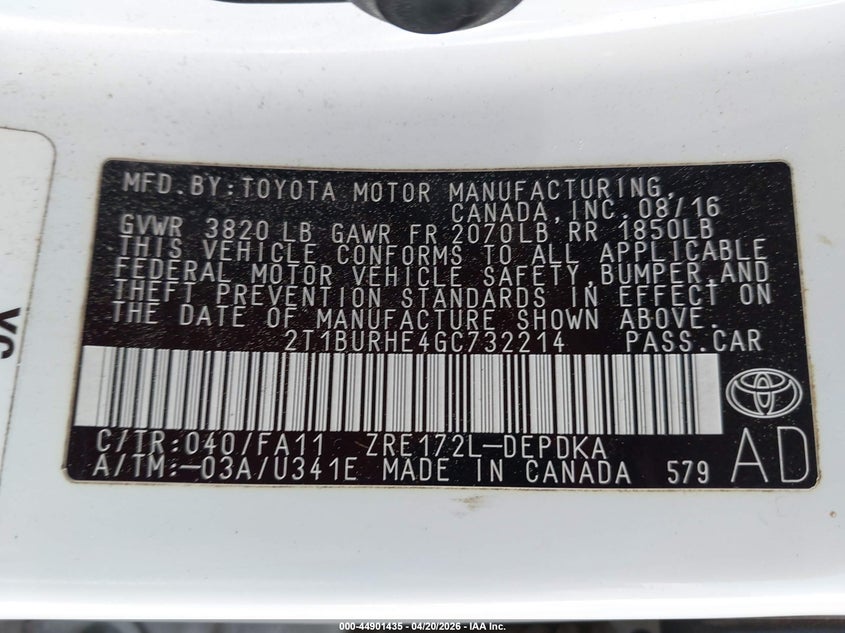 MFD.BY:TOYOTA MOTOR MANUFACTURING,
CANADA,INC.08/16
GVWR 3820 LB GAWR FR 2070LB RR 1850LB
THIS VEHICLE CONFORMS TO ALL APPLICABLE
FEDERAL MOTOR VEHICLE SAFETY,BUMPER,AND
THEFT PREVENTION STANDARDS IN EFFECT ON
THE DATE OF MANUFACTURE SHOWN ABOVE.
2T1BURHE4GC732214 PASS.CAR
C/TR:040/FA11 ZRE172L-DEPDKA
A/TM:-03A/U341E MADE IN CANADA 579
AD
000-44901435 - 04/20/2026 - IAA Inc.